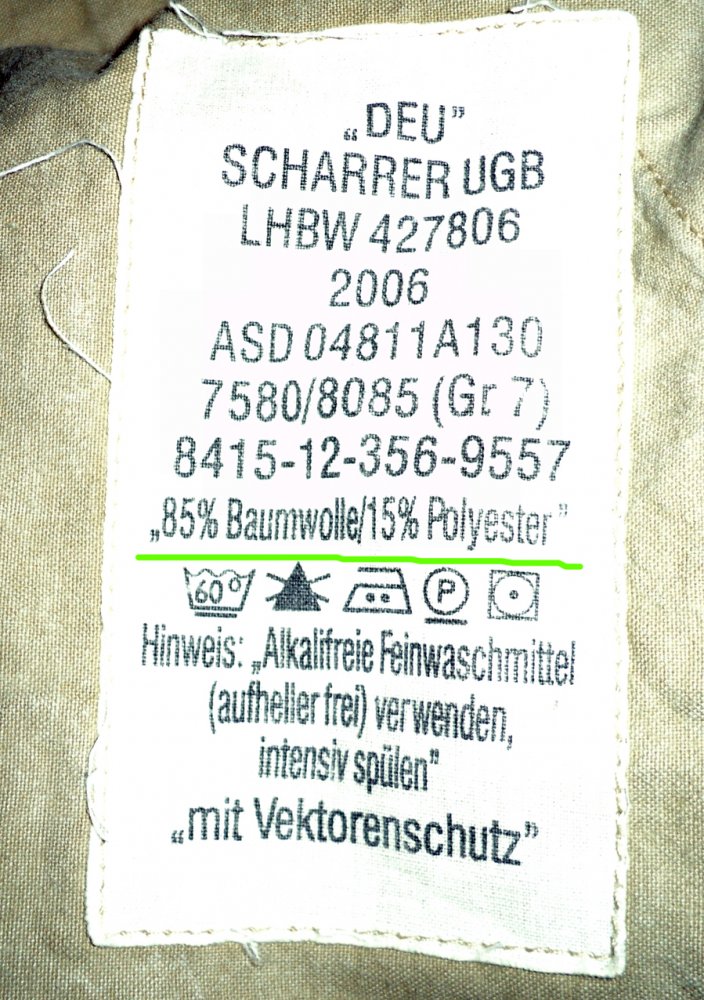 „DEU”
SCHARRER UGB
LHBW 427806
2006
ASD 04811A130
7580/8085 (Gr 7)
8415-12-356-9557
„85% Baumwolle/15% Polyester”
60° P
Hinweis: „Alkalifreie Feinwaschmittel
(aufheller frei) verwenden,
intensiv spülen”
„mit Vektorenschutz”